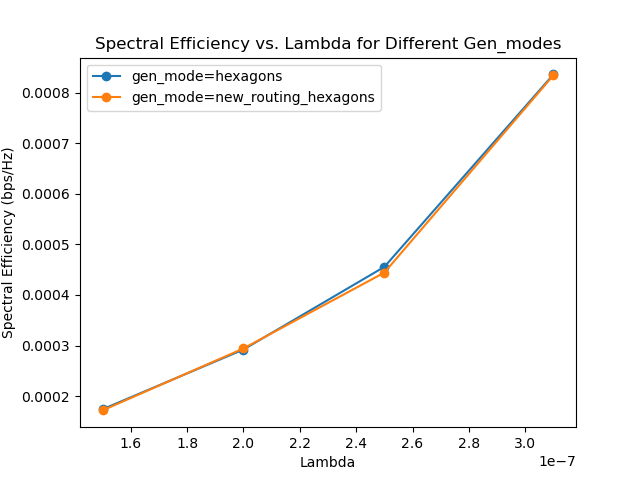 Spectral Efficiency vs. Lambda for Different Gen_modes
gen_mode=hexagons
gen_mode=new_routing_hexagons
Spectral Efficiency (bps/Hz)
0.0008
0.0007
0.0006
0.0005
0.0004
0.0003
0.0002
1.6 1.8 2.0 2.2 2.4 2.6 2.8 3.0
1e−7
Lambda